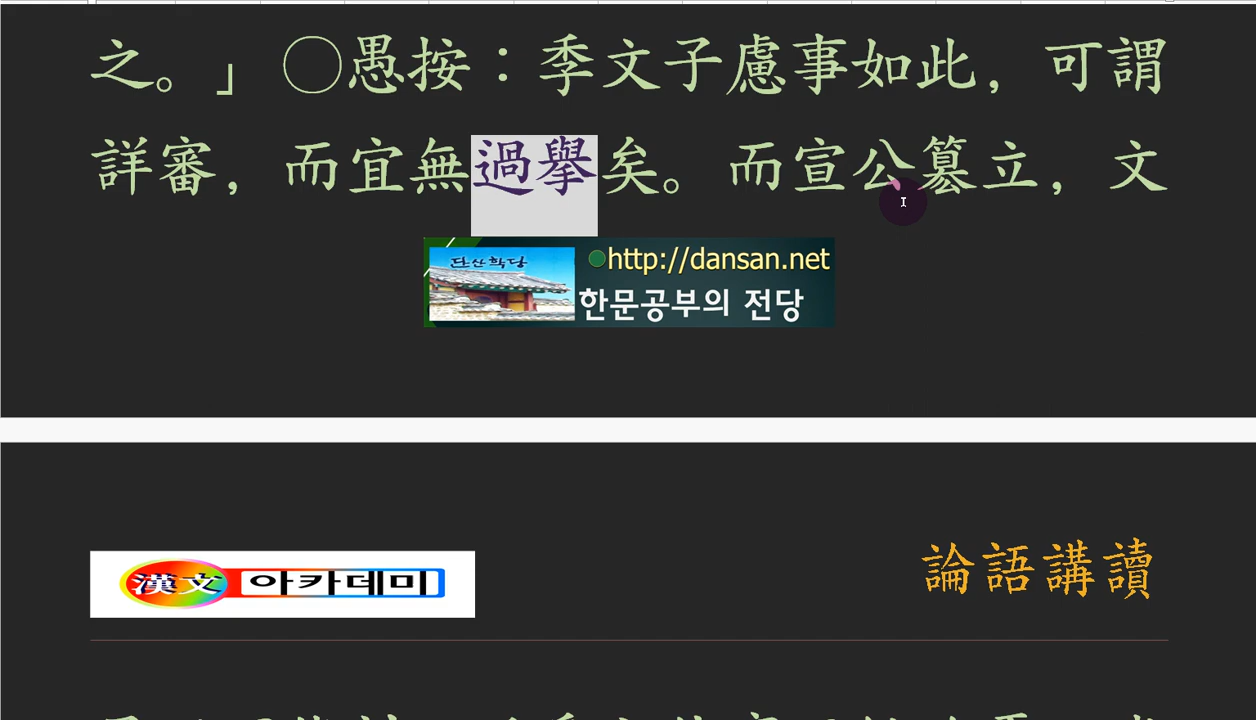 之。」 ○愚按：季文子慮事如此，可謂
詳審，而宜無過擧矣。而宣公簒立，文
단산학당
http://dansan.net
한문공부의 전당
漢文 아카데미
論語講讀